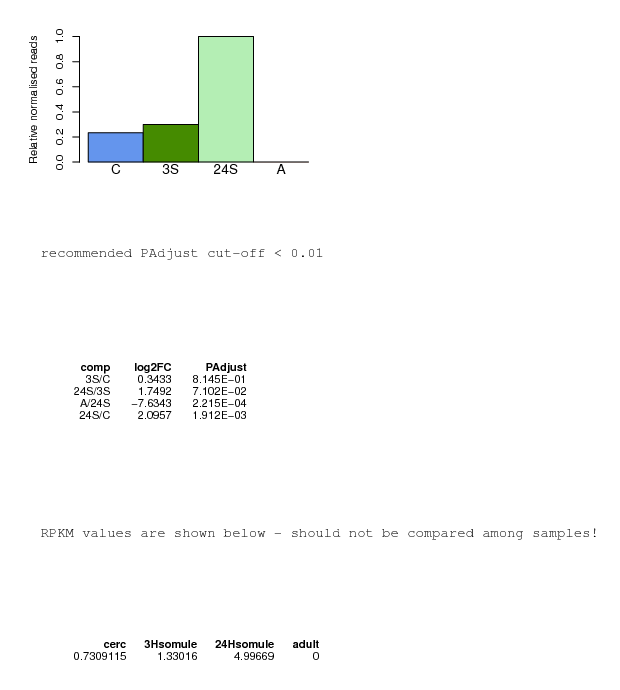 Relative normalised reads
1.0
0.8
0.6
0.4
0.2
0.0
C 3S 24S A
recommended PAdjust cut-off < 0.01
comp log2FC PAdjust
3S/C 0.3433 8.145E−01
24S/3S 1.7492 7.102E−02
A/24S −7.6343 2.215E−04
24S/C 2.0957 1.912E−03
RPKM values are shown below - should not be compared among samples!
cerc 3Hsomule 24Hsomule adult
0.7309115 1.33016 4.99669 0